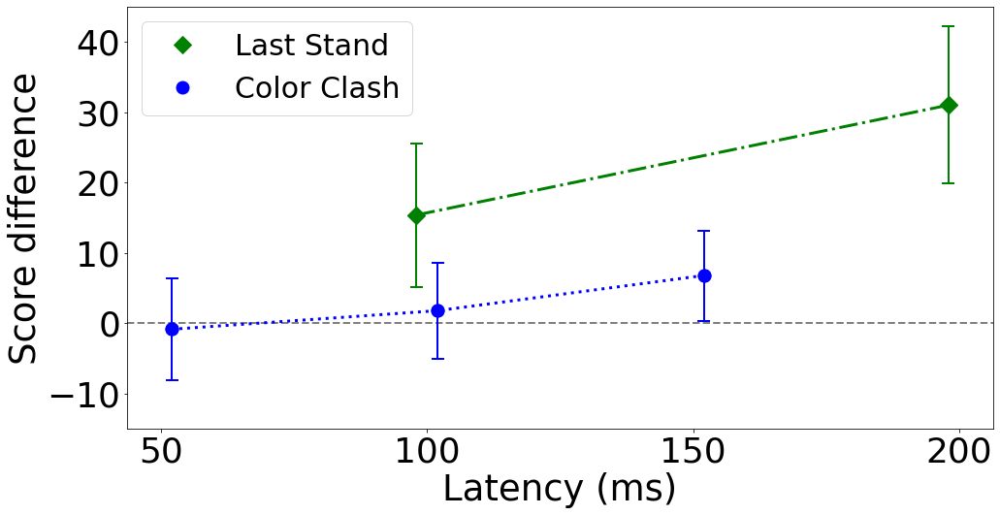 Last Stand
Color Clash
Score difference
40
30
20
10
0
−10
50 100 150 200
Latency (ms)